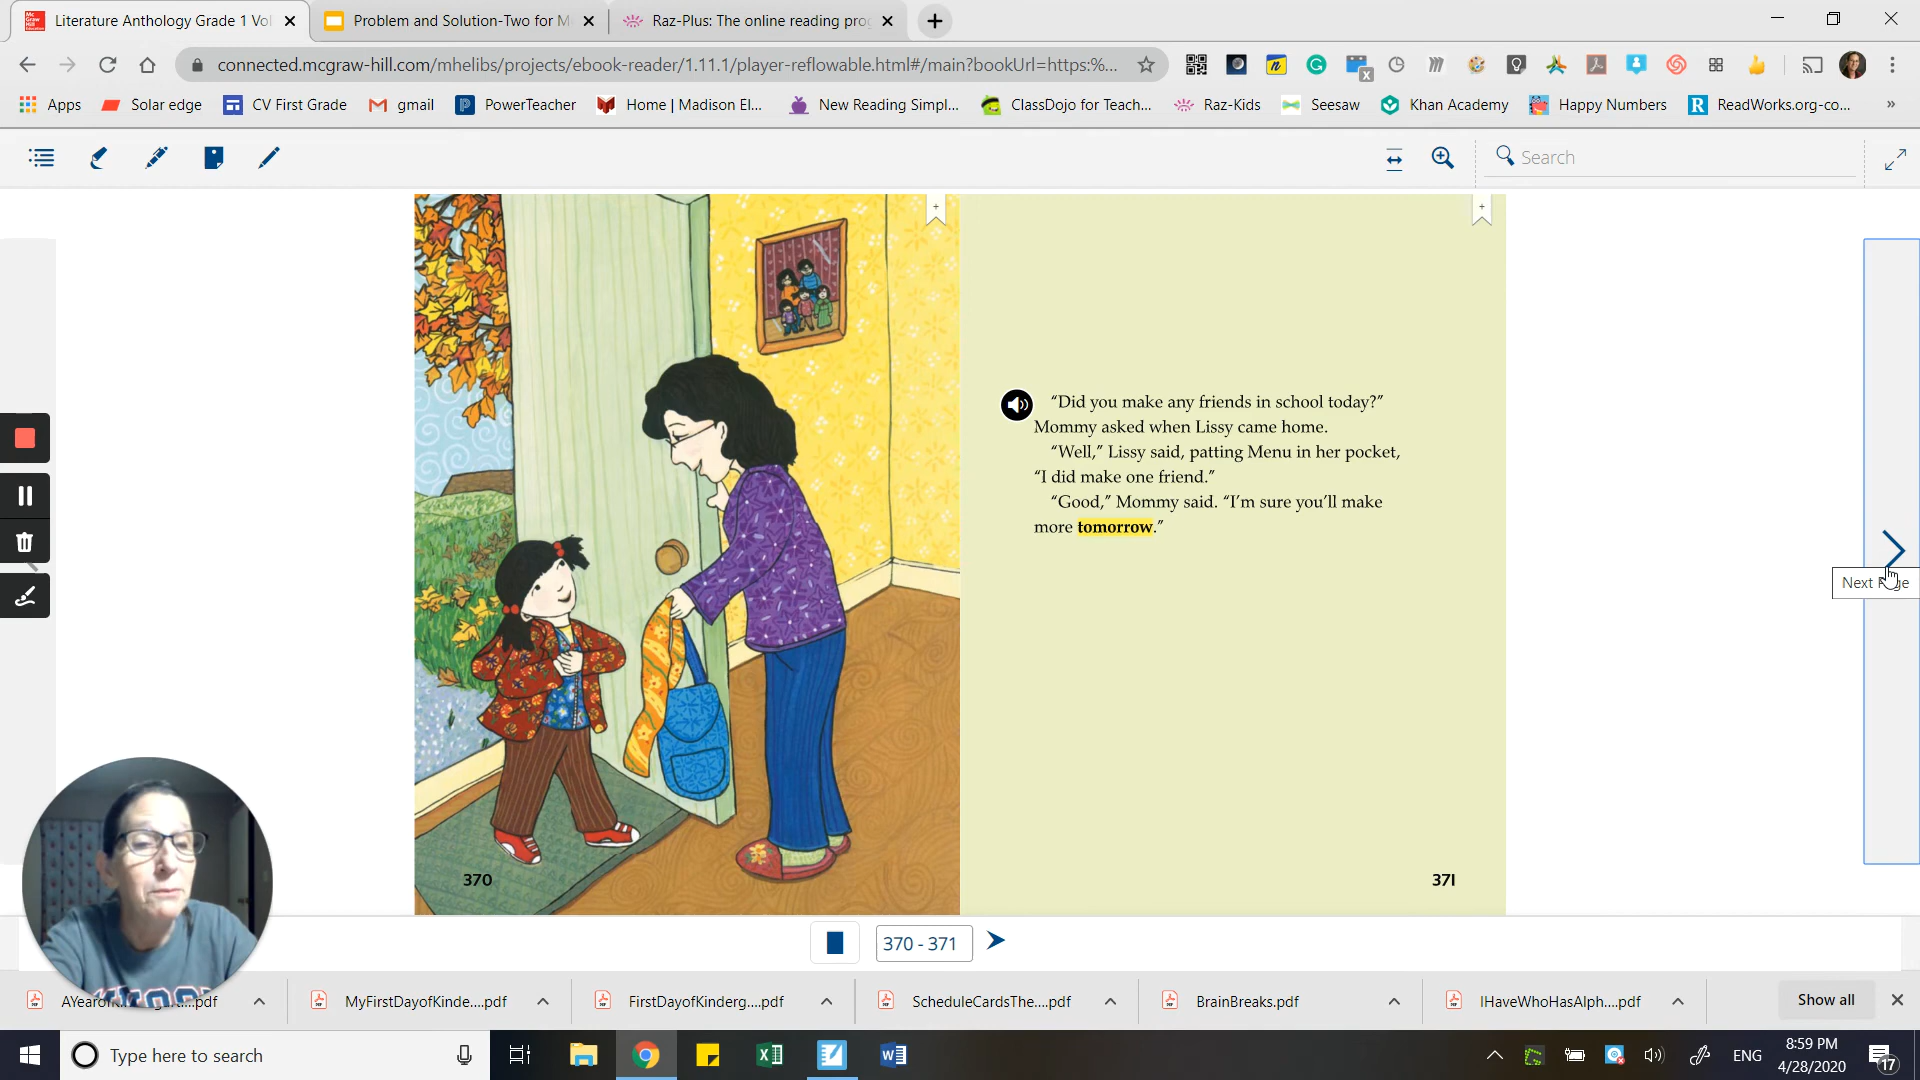 Literature Anthology Grade 1 Vol
Problem and Solution-Two for M
Raz-Plus: The online reading pro
connected.mcgraw-hill.com/mhelibs/projects/ebook-reader/1.11.1/player-reflowable.html#/main?bookUrl=https:%...
Apps
Solar edge
CV First Grade
gmail
PowerTeacher
Home | Madison El...
New Reading Simpl...
ClassDojo for Teach...
Raz-Kids
Seesaw
Khan Academy
Happy Numbers
ReadWorks.org-co...
Search
“Did you make any friends in school today?”
Mommy asked when Lissy came home.
“Well,” Lissy said, patting Menu in her pocket,
“I did make one friend.”
“Good,” Mommy said. “I’m sure you’ll make
more tomorrow.”
Next Page
370
371
370 - 371
MyFirstDayofKinde....pdf
FirstDayofKinderg....pdf
ScheduleCardsThe....pdf
BrainBreaks.pdf
IHaveWhoHasAlph....pdf
Show all
Type here to search
ENG
8:59 PM
4/28/2020
17